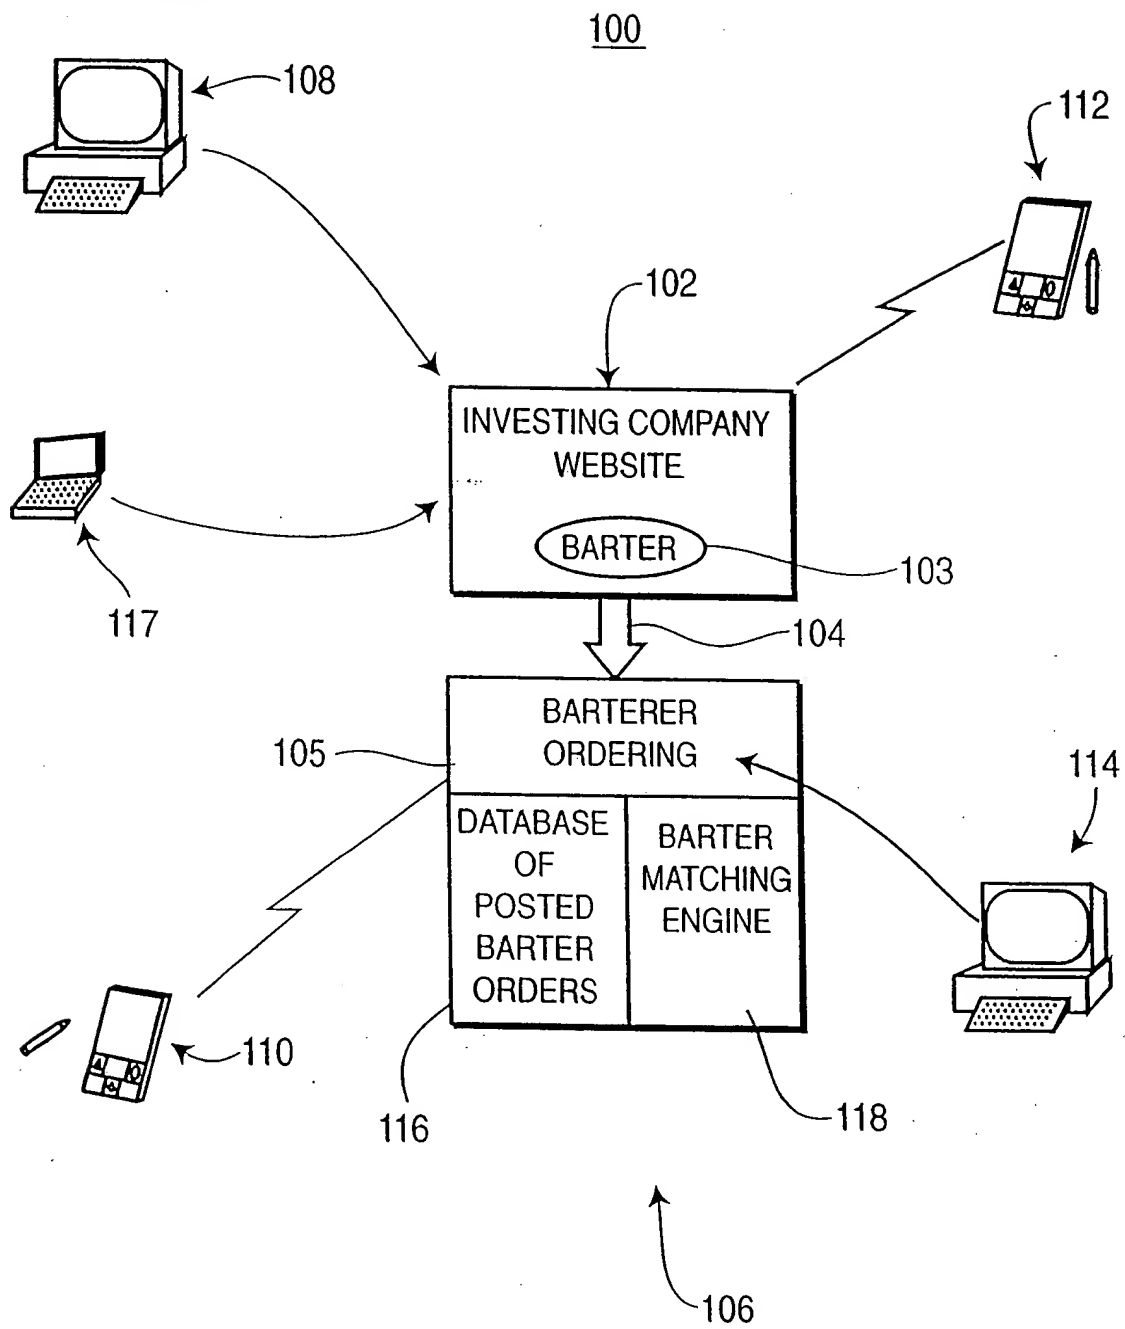 100
108
112
102
INVESTING COMPANY
WEBSITE
BARTER
103
117
104
BARTERER
ORDERING
105
114
DATABASE
OF
POSTED
BARTER
ORDERS
BARTER
MATCHING
ENGINE
110
116
118
106